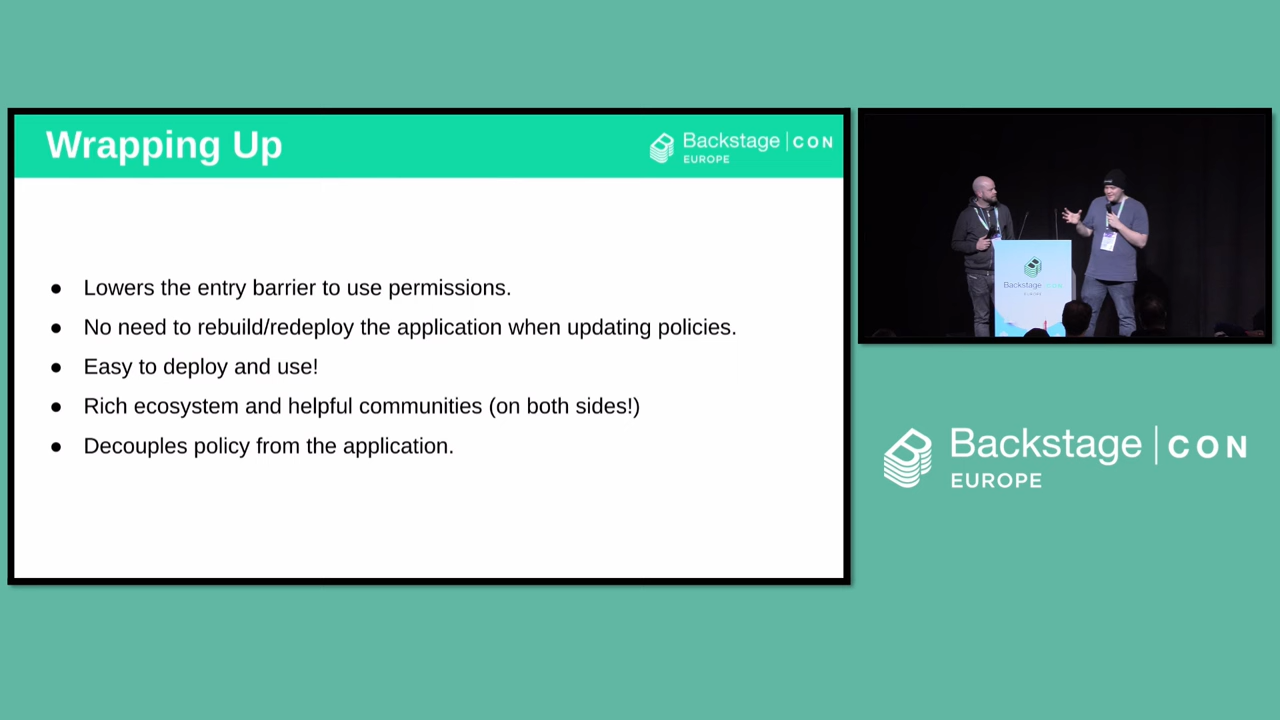 Wrapping Up
Backstage | CON
EUROPE
● Lowers the entry barrier to use permissions.
● No need to rebuild/redeploy the application when updating policies.
● Easy to deploy and use!
● Rich ecosystem and helpful communities (on both sides!)
● Decouples policy from the application.
Backstage
Backstage | CON
EUROPE